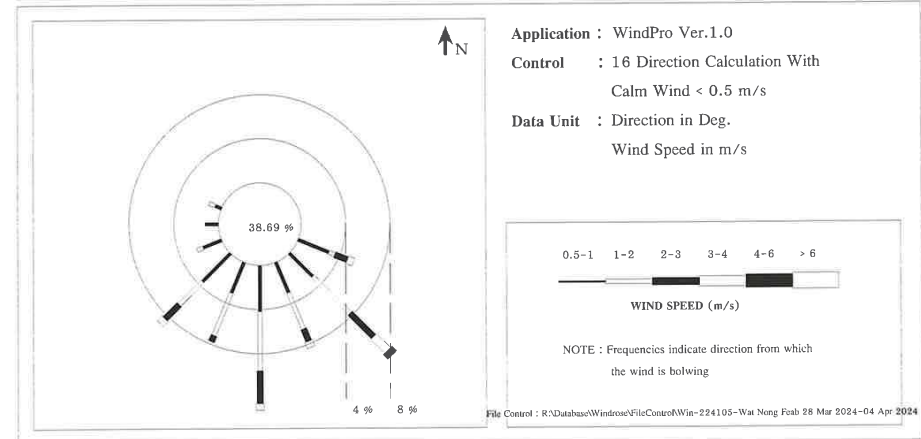 N
38.69 %
4 %
8 %
Application : WindPro Ver.1.0
Control : 16 Direction Calculation With
Calm Wind < 0.5 m/s
Data Unit : Direction in Deg.
Wind Speed in m/s
0.5-1 1-2 2-3 3-4 4-6 > 6
WIND SPEED (m/s)
NOTE : Frequencies indicate direction from which
the wind is bolwing
File Control : R:\Database\Windrose\FileControl\Win-224105-Wat Nong Faab 28 Mar 2024-04 Apr 2024